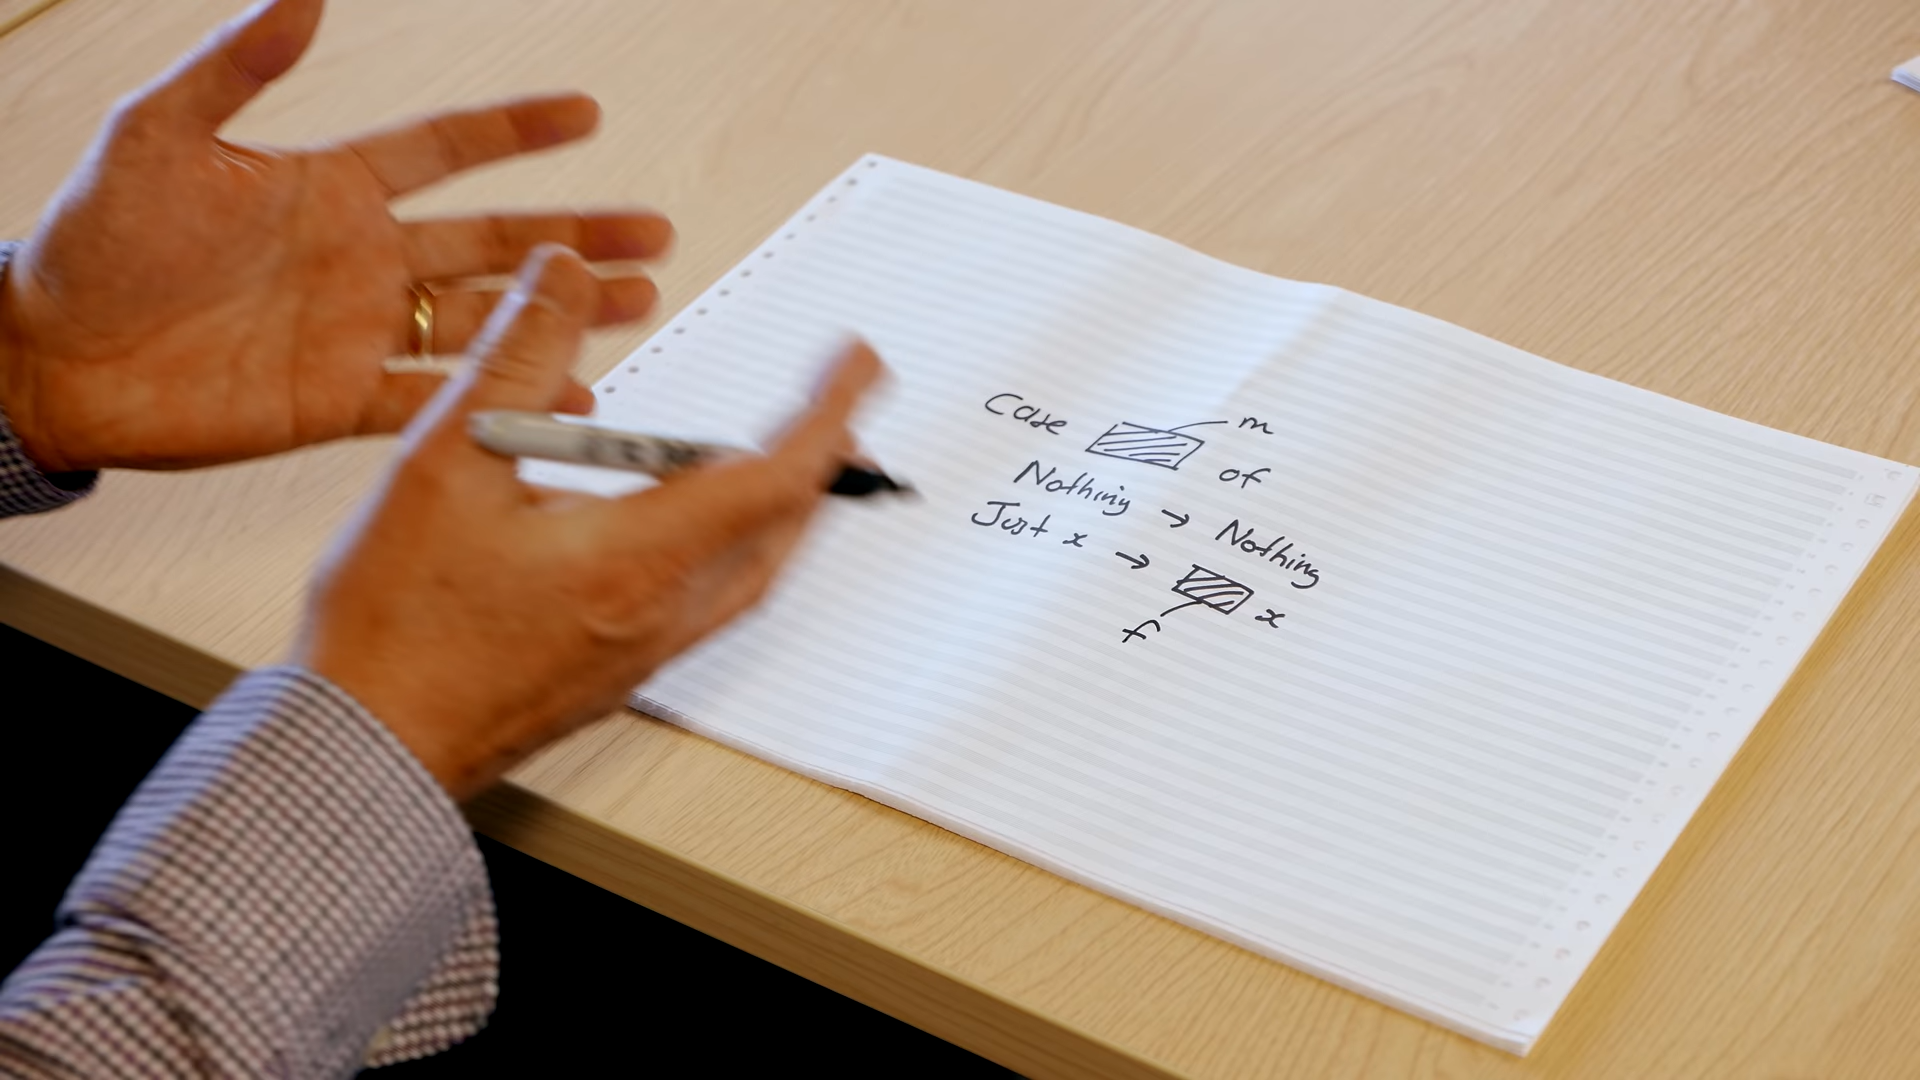 Case m of
Nothing → Nothing
Just x → x
f